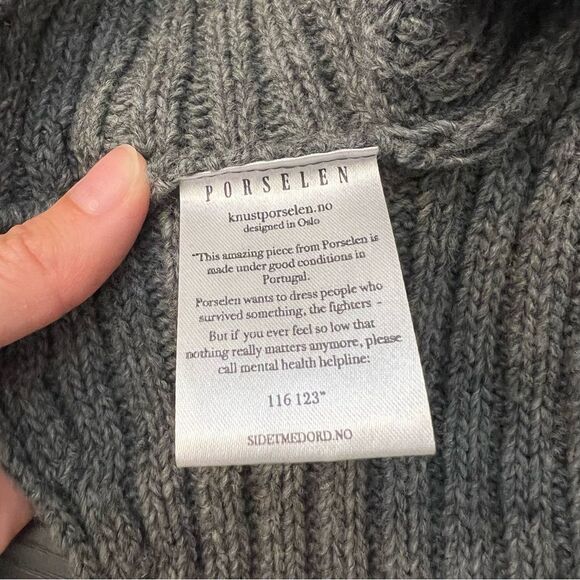 PORSELEN
knustporselen.no
designed in Oslo
"This amazing piece from Porselen is
made under good conditions in
Portugal.
Porselen wants to dress people who
survived something, the fighters -
But if you ever feel so low that
nothing really matters anymore, please
call mental health helpline:
116 123"
SIDETMEDORD.NO